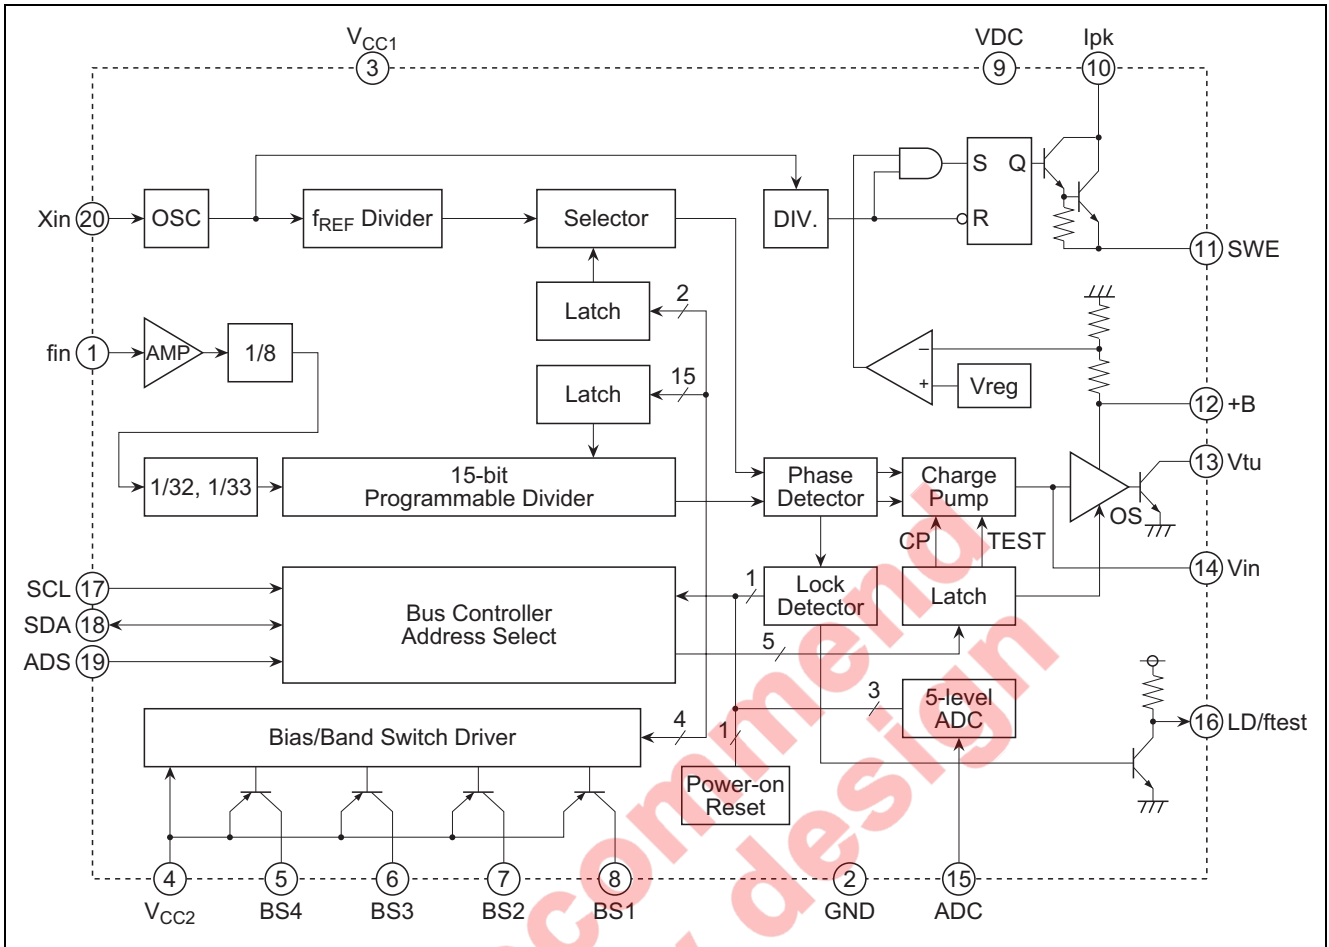 VCC1
VDC
Ipk
3
9
10
S
Q
Xin
20
OSC
fREF Divider
Selector
DIV.
R
11
SWE
Latch
2
fin
1
AMP
1/8
–
Latch
15
+
Vreg
12
+B
1/32, 1/33
15-bit
Programmable Divider
Phase
Detector
Charge
Pump
13
Vtu
OS
CP
TEST
14
Vin
SCL
17
SDA
18
ADS
19
Bus Controller
Address Select
1
Lock
Detector
Latch
5
3
5-level
ADC
Bias/Band Switch Driver
4
1
16
LD/ftest
Power-on
Reset
4
5
6
7
8
2
15
VCC2
BS4
BS3
BS2
BS1
GND
ADC
commend
design